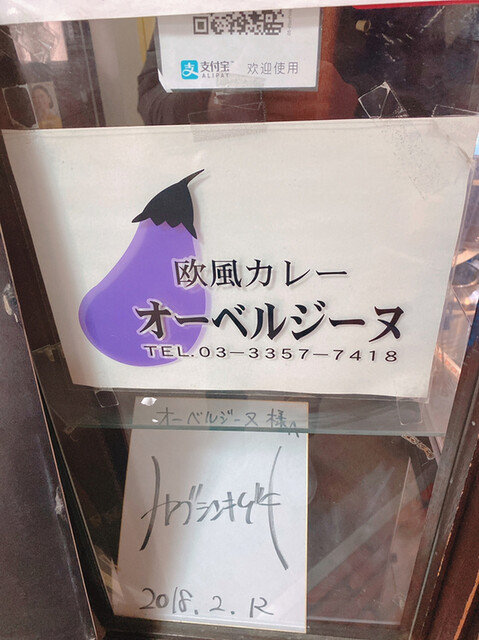 支付宝 欢迎使用
ALIPAY
欧風カレー
オーベルジーヌ
TEL.03-3357-7418
オーベルジーヌ 様
2018.2.12